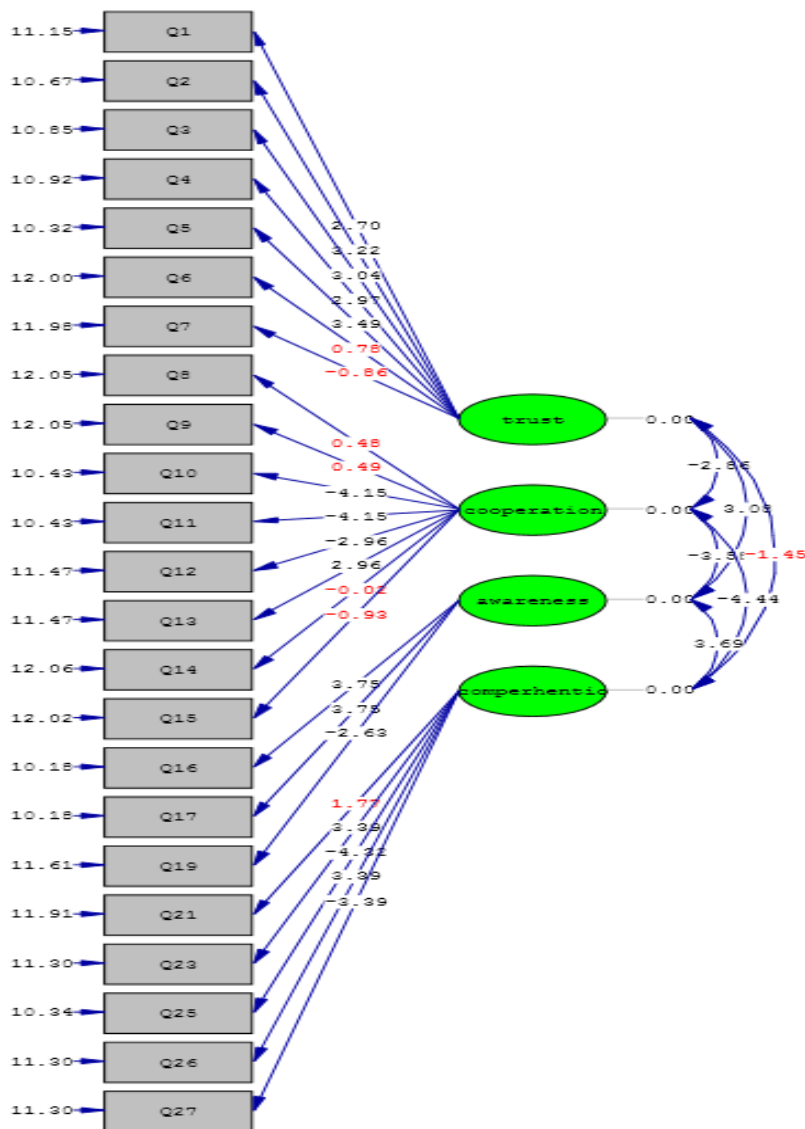 11.15 Q1
10.67 Q2
10.85 Q3
10.92 Q4
10.32 Q5
12.00 Q6
11.98 Q7
12.05 Q8
12.05 Q9
10.43 Q10
10.43 Q11
11.47 Q12
11.47 Q13
12.06 Q14
12.02 Q15
10.18 Q16
10.18 Q17
11.61 Q19
11.91 Q21
11.30 Q23
10.34 Q25
11.30 Q26
11.30 Q27
2.70
3.22
3.04
2.97
3.49
0.78
-0.86
0.48
0.49
-4.15
-4.15
-2.96
2.96
-0.02
-0.93
3.75
3.75
-2.63
1.77
3.39
-4.32
3.39
-3.39
trust 0.00
cooperation 0.00
awareness 0.00
comperhentio 0.00
-2.86
3.08
-1.45
-4.44
3.69